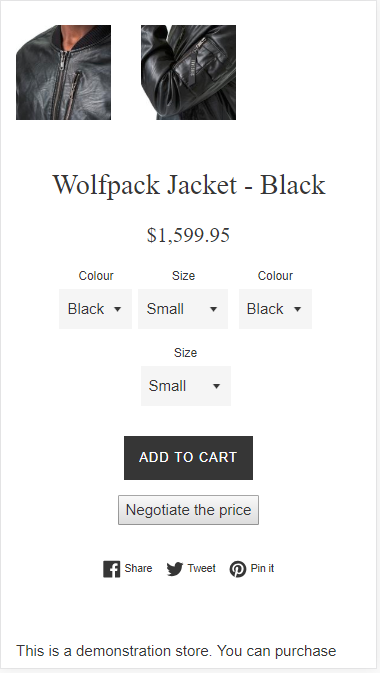 Wolfpack Jacket - Black
$1,599.95
Colour Size Colour
Black Small Black
Size
Small
ADD TO CART
Negotiate the price
Share Tweet Pin it
This is a demonstration store. You can purchase